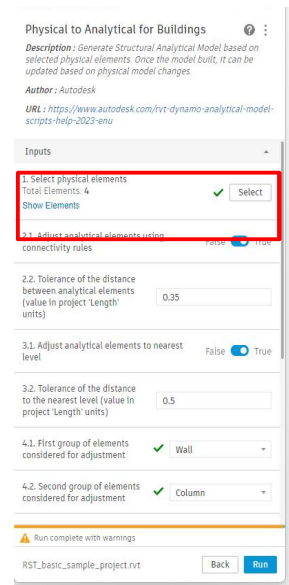 Physical to Analytical for Buildings
Description : Generate Structural Analytical Model based on
selected physical elements. Once the model built, it can be
updated based on physical model changes.
Author : Autodesk
URL : https://www.autodesk.com/rvt-dynamo-analytical-model-
scripts-help-2023-enu
Inputs
1. Select physical elements
Total Elements: 4
Select
Show Elements
2.1. Adjust analytical elements using
connectivity rules
False True
2.2. Tolerance of the distance
between analytical elements
(value in project 'Length'
units)
0.35
3.1. Adjust analytical elements to nearest
level
False True
3.2. Tolerance of the distance
to the nearest level (value in
project 'Length' units)
0.5
4.1. First group of elements
considered for adjustment
Wall
4.2. Second group of elements
considered for adjustment
Column
Run complete with warnings
RST_basic_sample_project.rvt
Back
Run